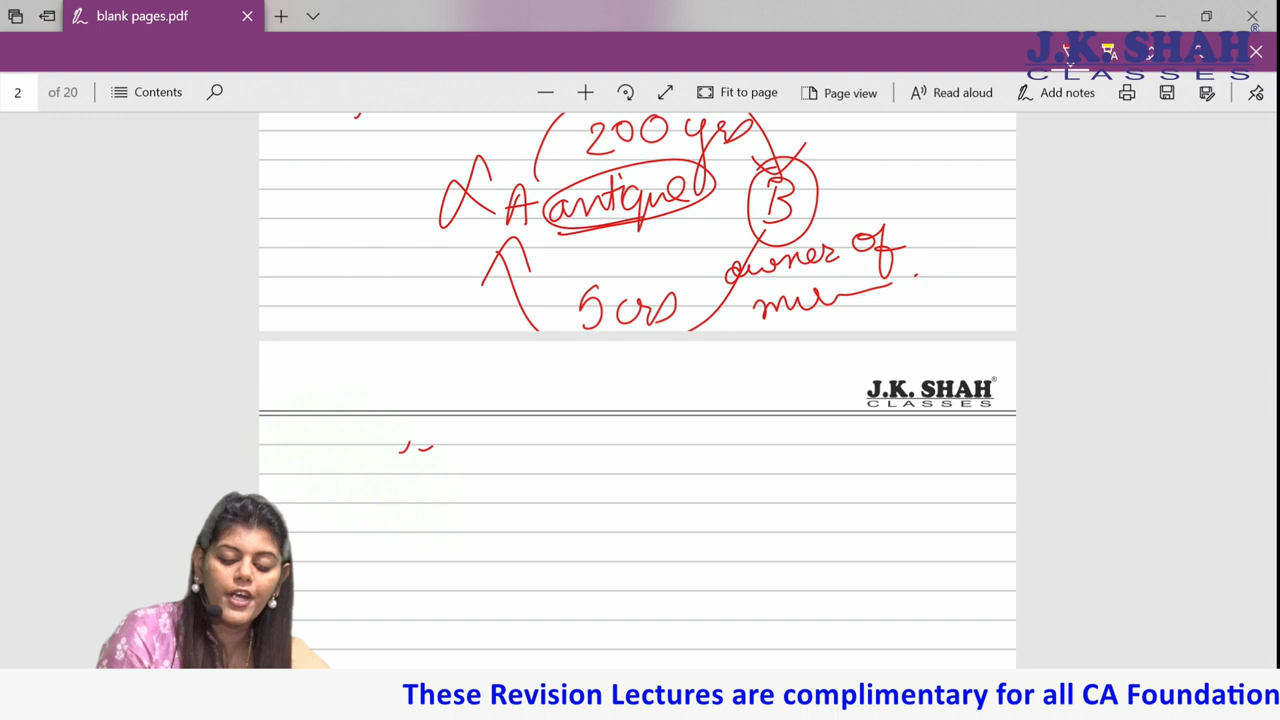 blank pages.pdf
J.K. SHAH®
CLASSES
2 of 20 Contents Fit to page Page view Read aloud Add notes
200 yrs
A antique B
owner of
5 crs
J.K. SHAH®
CLASSES
These Revision Lectures are complimentary for all CA Foundation